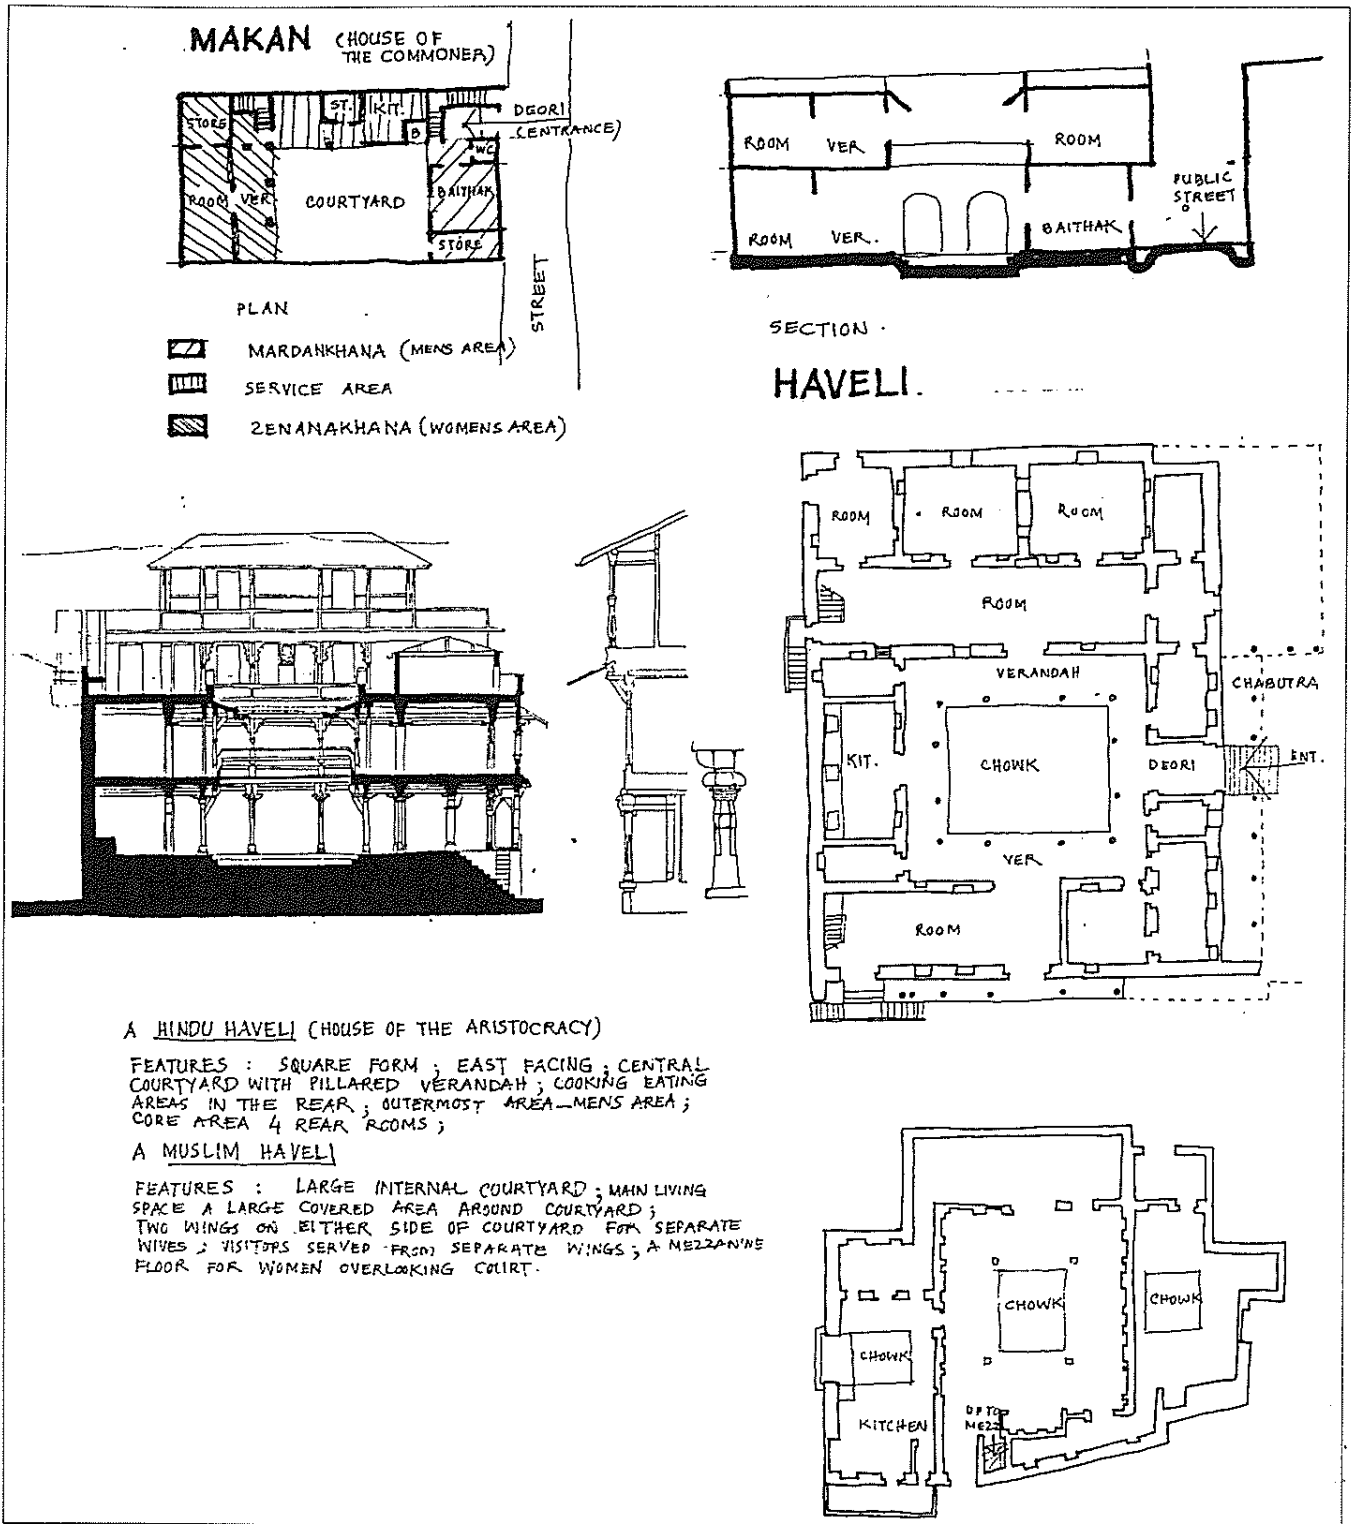 MAKAN (HOUSE OF
THE COMMONER)
STORE
ST.
KIT.
B
DEORI
(ENTRANCE)
WC
ROOM
VER
COURTYARD
BAITHAK
STORE
STREET
PLAN
MARDANKHANA (MENS AREA)
SERVICE AREA
ZENANAKHANA (WOMENS AREA)
ROOM
VER
ROOM
ROOM
VER.
BAITHAK
PUBLIC
STREET
SECTION .
HAVELI.
ROOM
ROOM
ROOM
ROOM
VERANDAH
CHABUTRA
KIT.
CHOWK
DEORI
ENT.
VER
ROOM
A HINDU HAVELI (HOUSE OF THE ARISTOCRACY)
FEATURES : SQUARE FORM ; EAST FACING ; CENTRAL
COURTYARD WITH PILLARED VERANDAH ; COOKING EATING
AREAS IN THE REAR ; OUTERMOST AREA-MENS AREA ;
CORE AREA 4 REAR ROOMS ;
A MUSLIM HAVELI
FEATURES : LARGE INTERNAL COURTYARD ; MAIN LIVING
SPACE A LARGE COVERED AREA AROUND COURTYARD ;
TWO WINGS ON EITHER SIDE OF COURTYARD FOR SEPARATE
WIVES ; VISITORS SERVED FROM SEPARATE WINGS ; A MEZZANINE
FLOOR FOR WOMEN OVERLOOKING COURT.
CHOWK
CHOWK
CHOWK
KITCHEN
UP TO
MEZZ